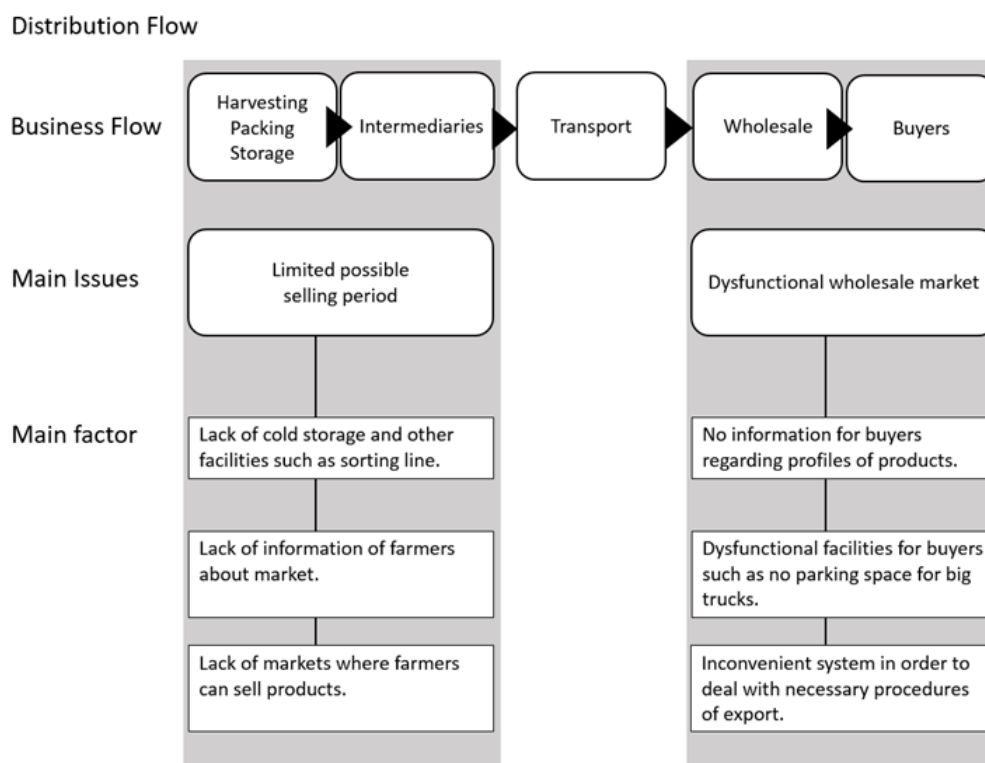 Distribution Flow
Business Flow
Harvesting
Packing
Storage
Intermediaries
Transport
Wholesale
Buyers
Main Issues
Limited possible
selling period
Dysfunctional wholesale market
Main factor
Lack of cold storage and other
facilities such as sorting line.
No information for buyers
regarding profiles of products.
Lack of information of farmers
about market.
Dysfunctional facilities for buyers
such as no parking space for big
trucks.
Lack of markets where farmers
can sell products.
Inconvenient system in order to
deal with necessary procedures
of export.